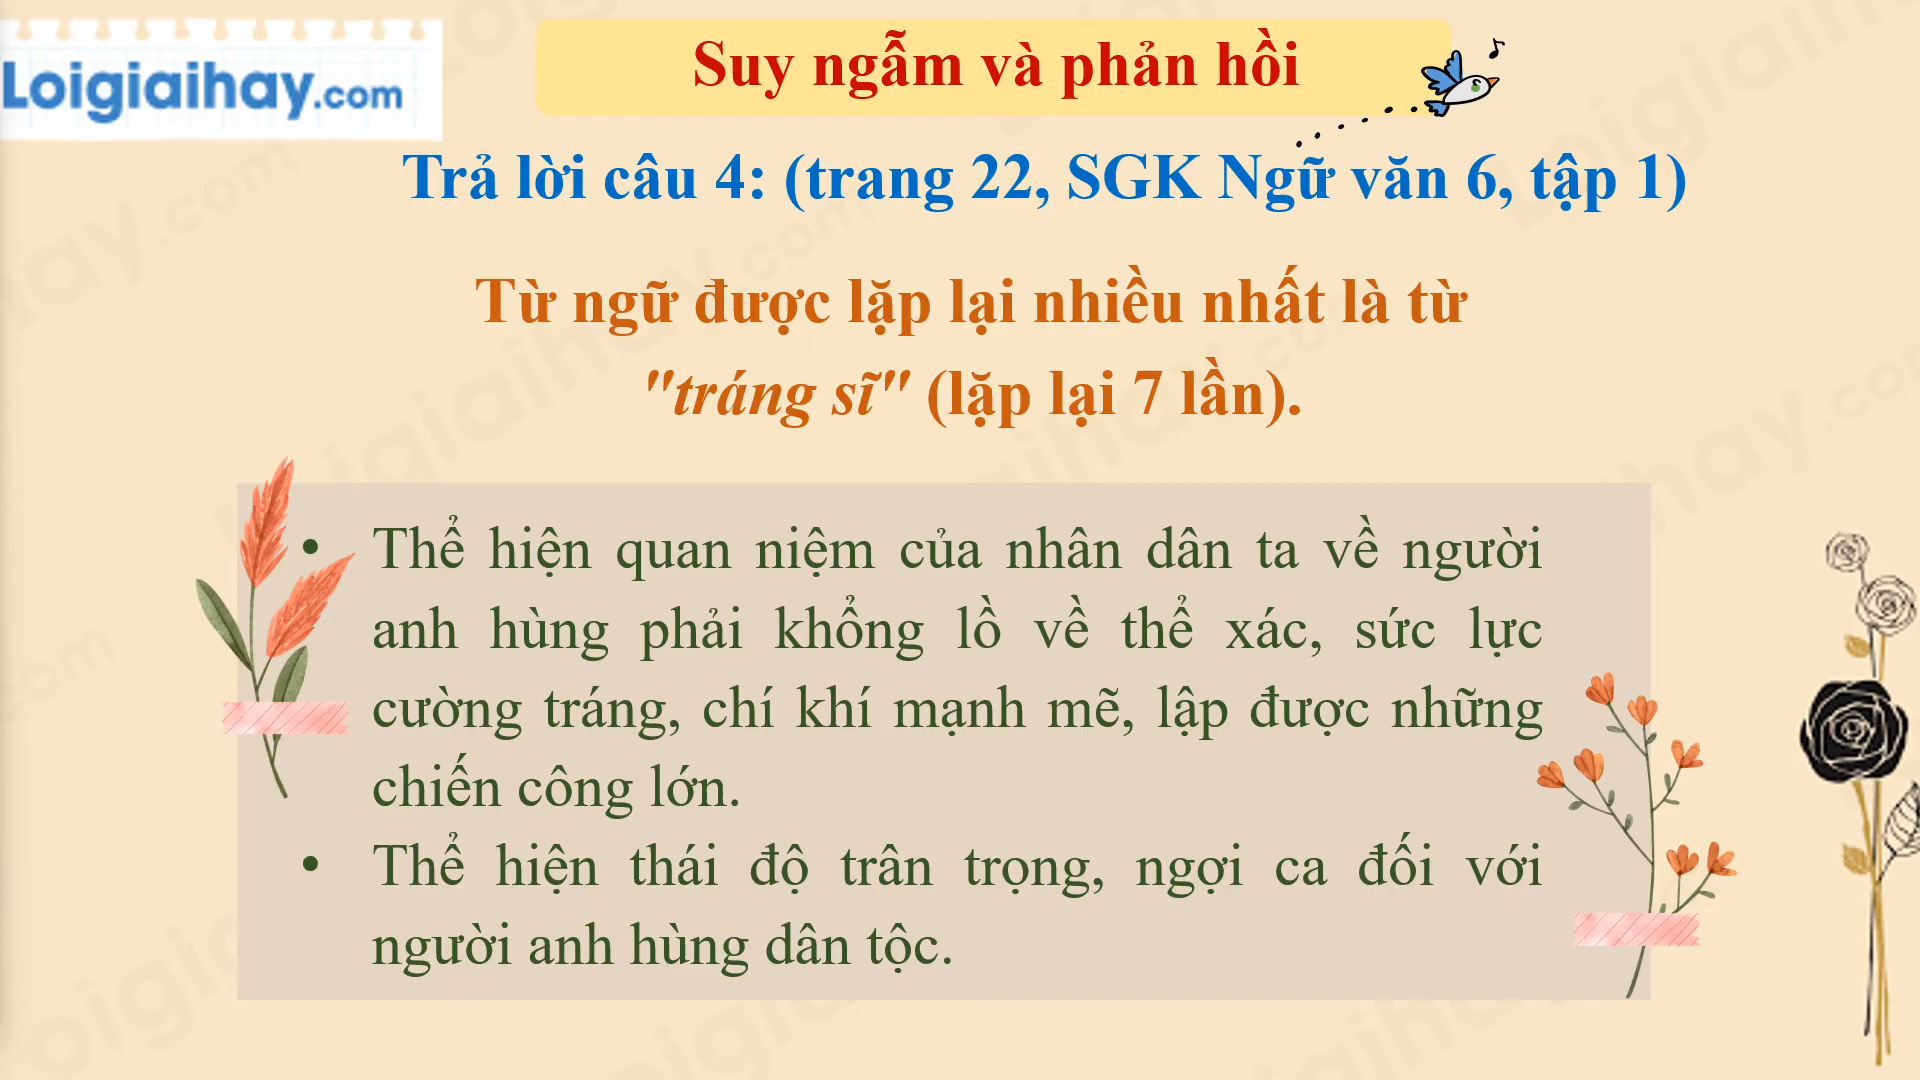 Loigiaihay.com
Suy ngẫm và phản hồi
Trả lời câu 4: (trang 22, SGK Ngữ văn 6, tập 1)
Từ ngữ được lặp lại nhiều nhất là từ
"tráng sĩ" (lặp lại 7 lần).
• Thể hiện quan niệm của nhân dân ta về người
anh hùng phải khổng lồ về thể xác, sức lực
cường tráng, chí khí mạnh mẽ, lập được những
chiến công lớn.
• Thể hiện thái độ trân trọng, ngợi ca đối với
người anh hùng dân tộc.